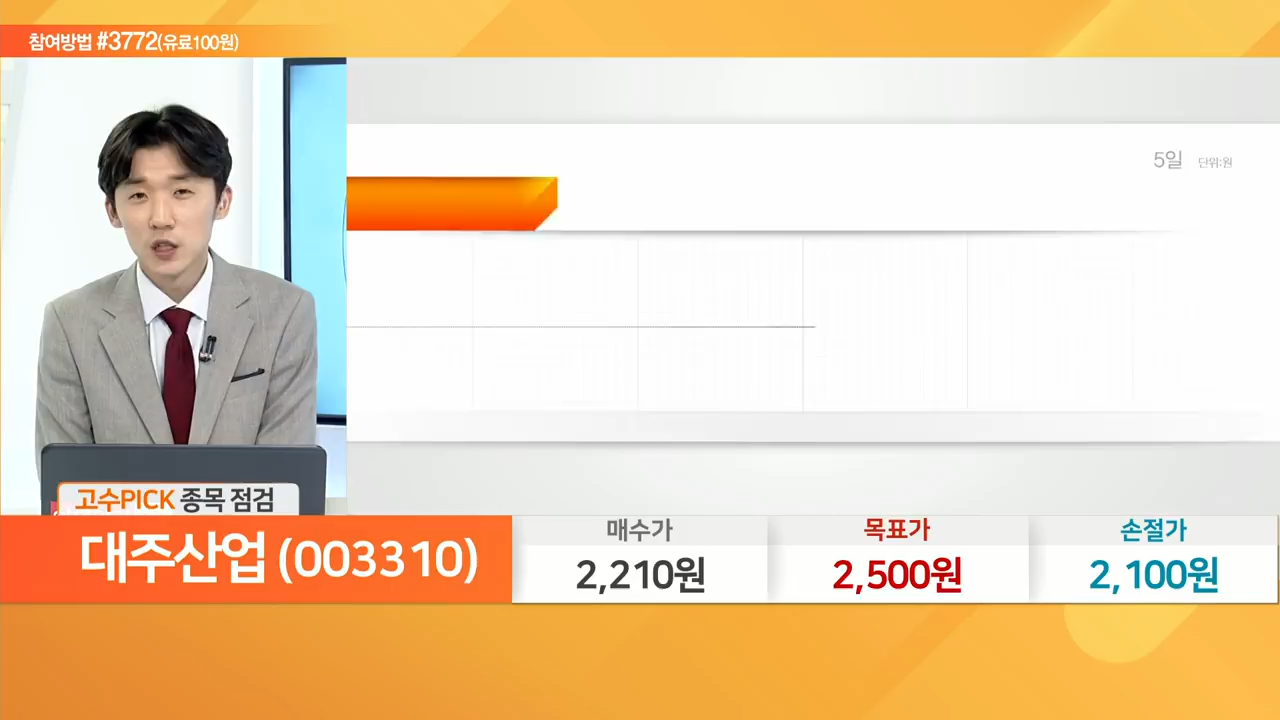 참여방법 #3772(유료100원)
5일 단위:원
고수PICK 종목 점검
대주산업 (003310)
매수가
2,210원
목표가
2,500원
손절가
2,100원